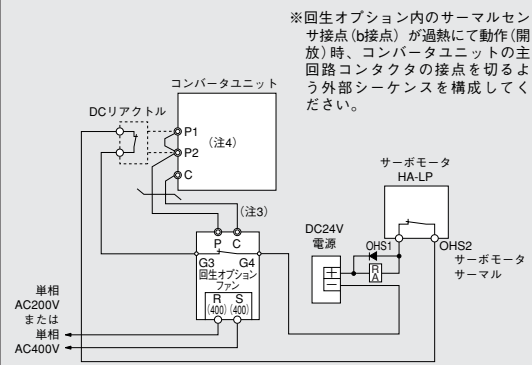 ※回生オプション内のサーマルセン
サ接点(b接点)が過熱にて動作(開
放)時、コンバータユニットの主
回路コンタクタの接点を切るよ
う外部シーケンスを構成してく
ださい。
コンバータユニット
DCリアクトル
P1
(注4)
P2
C
サーボモータ
HA-LP
(注3)
DC24V
電源
OHS1
OHS2
サーボモータ
サーマル
P C
G3 G4
回生オプション
ファン
R S
(400) (400)
+
−
R
A
単相
AC200V
または
単相
AC400V